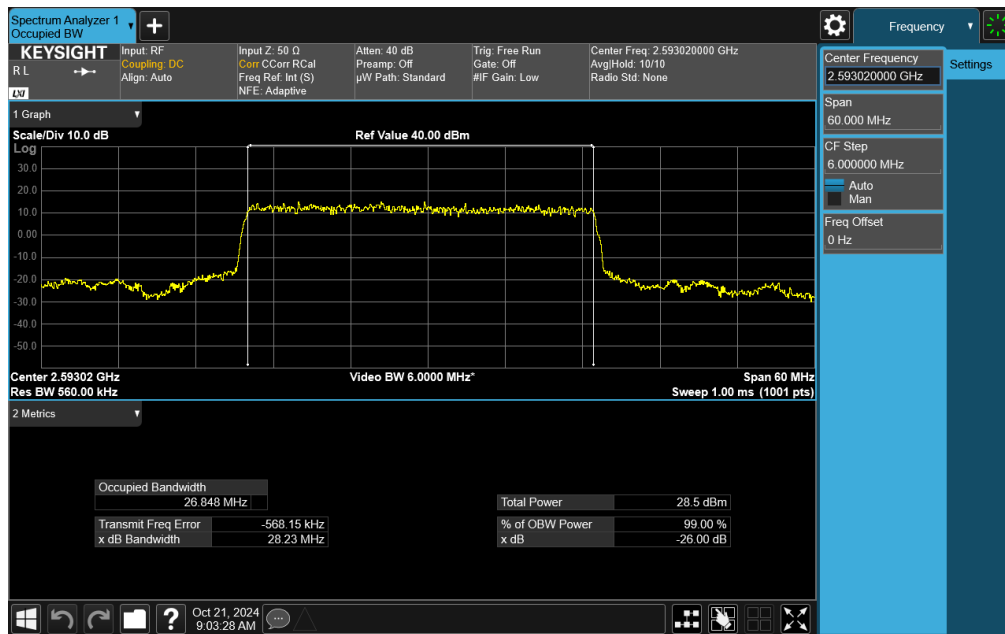 Spectrum Analyzer 1
Occupied BW
Frequency
KEYSIGHT
R L
LXI
Input: RF
Coupling: DC
Align: Auto
Input Z: 50 Ω
Corr CCorr RCal
Freq Ref: Int (S)
NFE: Adaptive
Atten: 40 dB
Preamp: Off
µW Path: Standard
Trig: Free Run
Gate: Off
#IF Gain: Low
Center Freq: 2.593020000 GHz
Avg|Hold: 10/10
Radio Std: None
Center Frequency
2.593020000 GHz
Settings
Span
60.000 MHz
CF Step
6.000000 MHz
Auto
Man
Freq Offset
0 Hz
1 Graph
Scale/Div 10.0 dB
Ref Value 40.00 dBm
Log
30.0
20.0
10.0
0.00
-10.0
-20.0
-30.0
-40.0
-50.0
Center 2.59302 GHz
Video BW 6.0000 MHz*
Span 60 MHz
Res BW 560.00 kHz
Sweep 1.00 ms (1001 pts)
2 Metrics
Occupied Bandwidth
26.848 MHz
Total Power 28.5 dBm
Transmit Freq Error -568.15 kHz
% of OBW Power 99.00 %
x dB Bandwidth 28.23 MHz
x dB -26.00 dB
?
Oct 21, 2024
9:03:28 AM